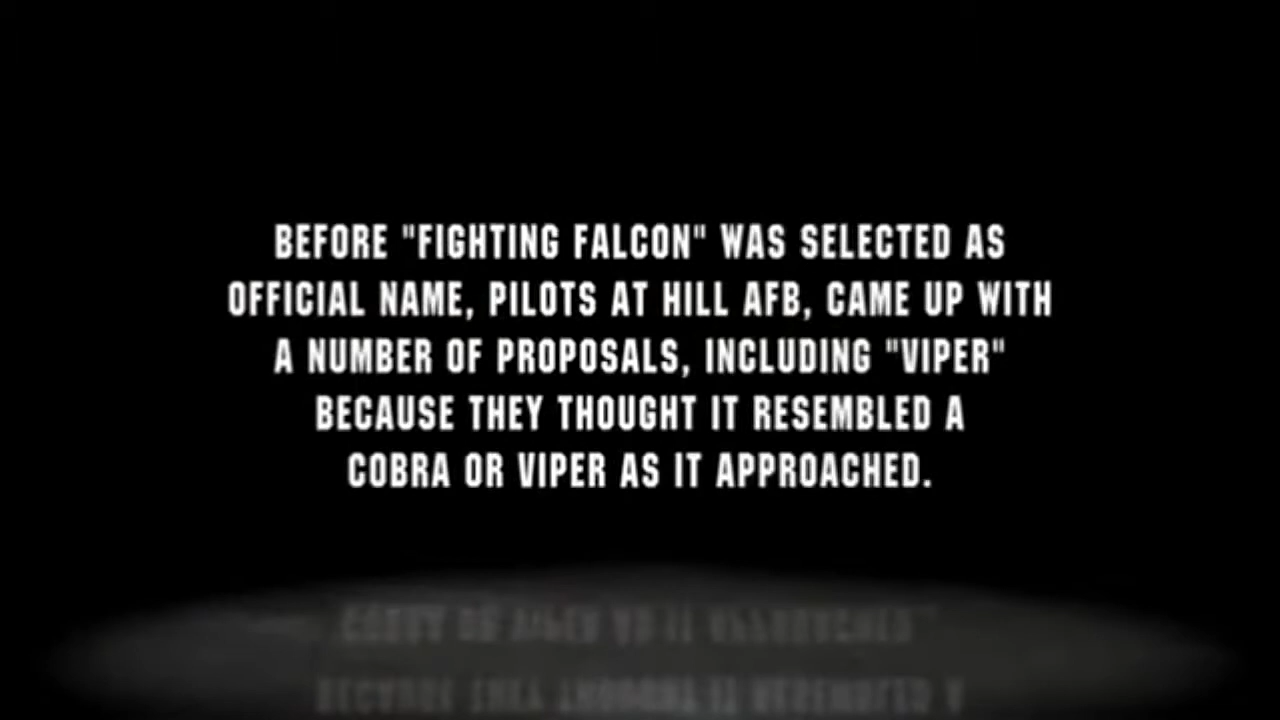 BEFORE "FIGHTING FALCON" WAS SELECTED AS
OFFICIAL NAME, PILOTS AT HILL AFB, CAME UP WITH
A NUMBER OF PROPOSALS, INCLUDING "VIPER"
BECAUSE THEY THOUGHT IT RESEMBLED A
COBRA OR VIPER AS IT APPROACHED.